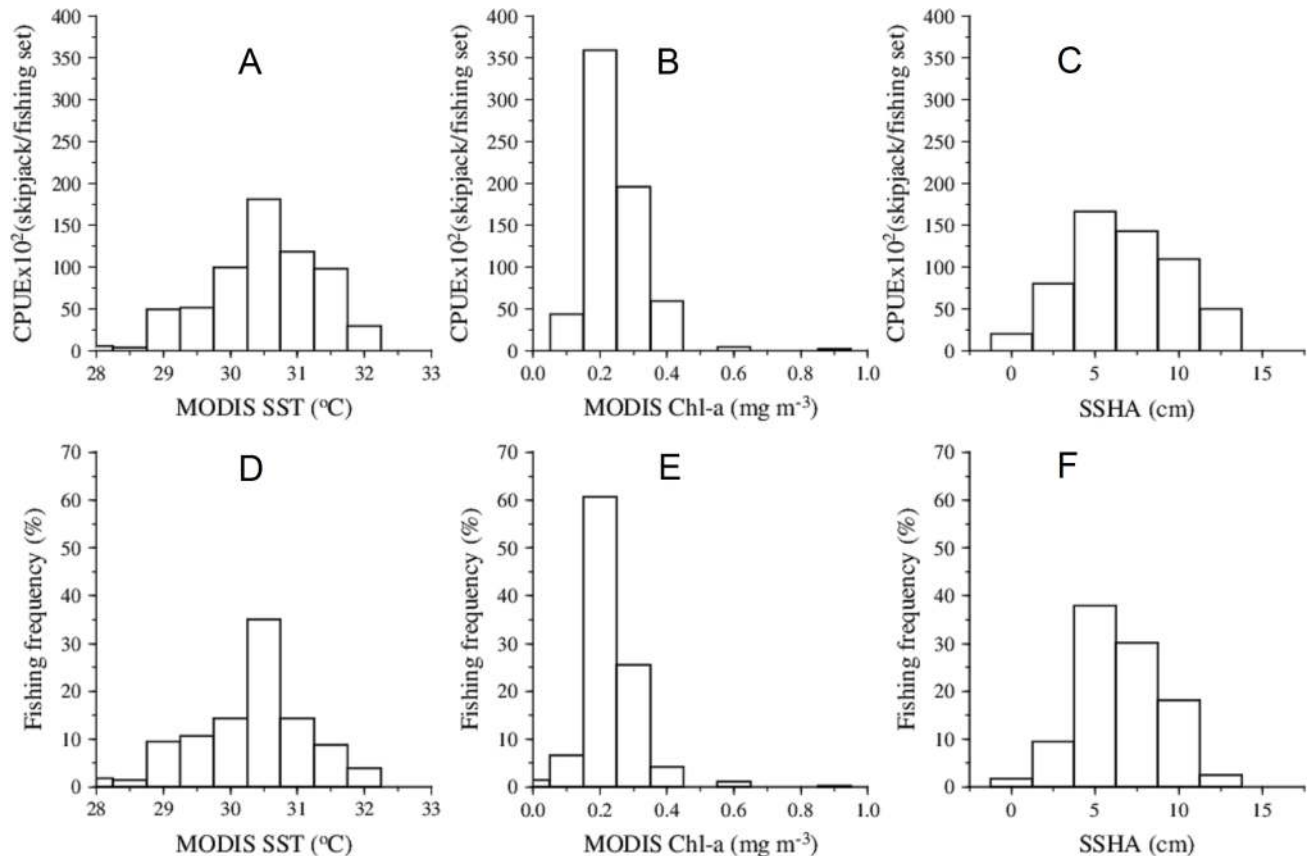 A
CPUEx10²(skipjack/fishing set)
400
350
300
250
200
150
100
50
0
28 29 30 31 32 33
MODIS SST (°C)
B
CPUEx10²(skipjack/fishing set)
400
350
300
250
200
150
100
50
0
0.0 0.2 0.4 0.6 0.8 1.0
MODIS Chl-a (mg m⁻³)
C
CPUEx10²(skipjack/fishing set)
400
350
300
250
200
150
100
50
0
0 5 10 15
SSHA (cm)
D
Fishing frequency (%)
70
60
50
40
30
20
10
0
28 29 30 31 32 33
MODIS SST (°C)
E
Fishing frequency (%)
70
60
50
40
30
20
10
0
0.0 0.2 0.4 0.6 0.8 1.0
MODIS Chl-a (mg m⁻³)
F
Fishing frequency (%)
70
60
50
40
30
20
10
0
0 5 10 15
SSHA (cm)